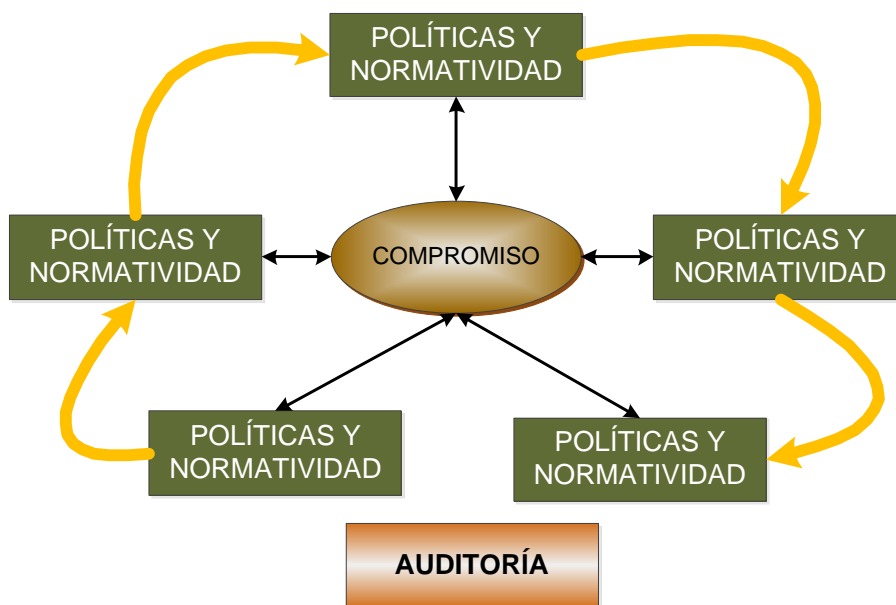 POLÍTICAS Y
NORMATIVIDAD
POLÍTICAS Y
NORMATIVIDAD
COMPROMISO
POLÍTICAS Y
NORMATIVIDAD
POLÍTICAS Y
NORMATIVIDAD
POLÍTICAS Y
NORMATIVIDAD
AUDITORÍA